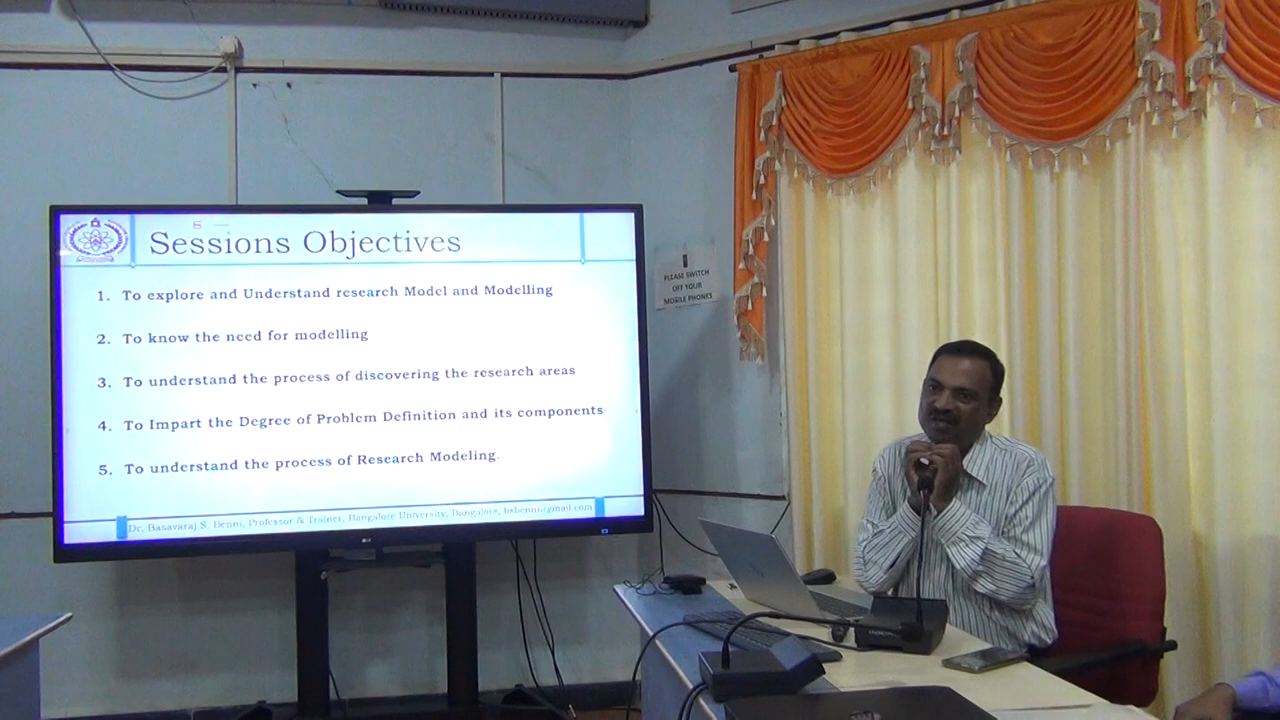 Sessions Objectives
1. To explore and Understand research Model and Modelling
2. To know the need for modelling
3. To understand the process of discovering the research areas
4. To Impart the Degree of Problem Definition and its components
5. To understand the process of Research Modeling.
Dr. Basavaraj S. Benni, Professor & Trainer, Bangalore University, Bangalore, bsbenni@gmail.com
LG
PLEASE SWITCH
OFF YOUR
MOBILE PHONES